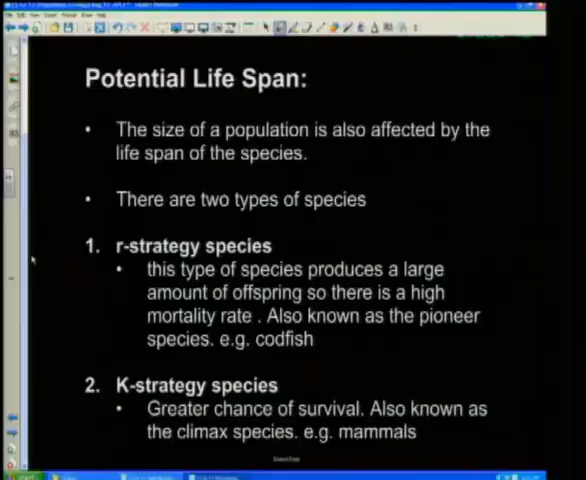 Potential Life Span:
• The size of a population is also affected by the
life span of the species.
• There are two types of species
1. r-strategy species
• this type of species produces a large
amount of offspring so there is a high
mortality rate . Also known as the pioneer
species. e.g. codfish
2. K-strategy species
• Greater chance of survival. Also known as
the climax species. e.g. mammals